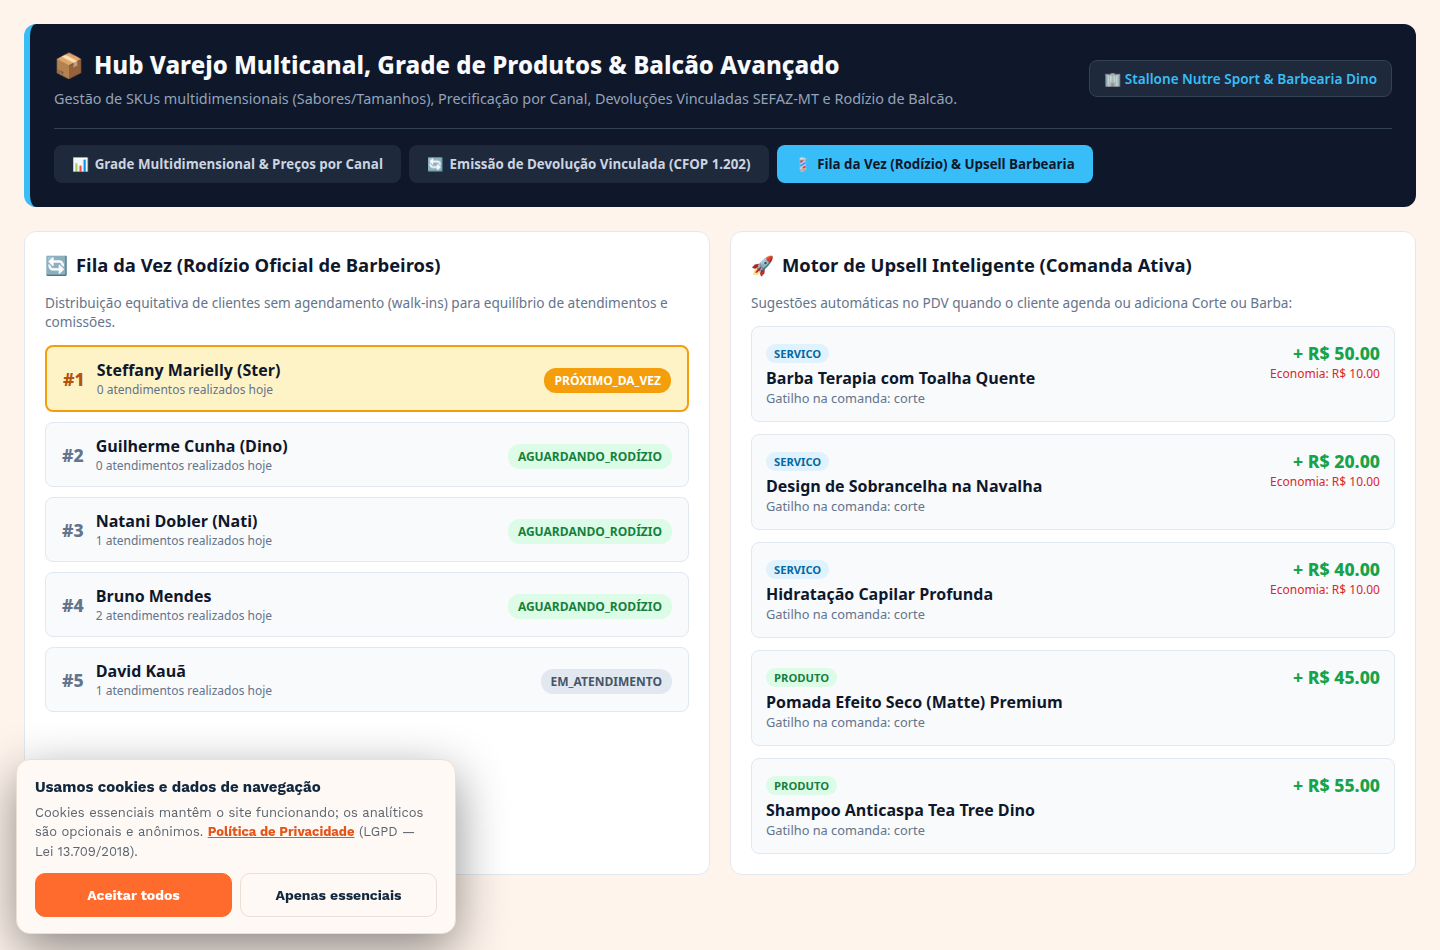 📦 Hub Varejo Multicanal, Grade de Produtos & Balcão Avançado
Gestão de SKUs multidimensionais (Sabores/Tamanhos), Precificação por Canal, Devoluções Vinculadas SEFAZ-MT e Rodízio de Balcão.
🏢 Stallone Nutre Sport & Barbearia Dino
📊 Grade Multidimensional & Preços por Canal
🔄 Emissão de Devolução Vinculada (CFOP 1.202)
💈 Fila da Vez (Rodízio) & Upsell Barbearia
🔄 Fila da Vez (Rodízio Oficial de Barbeiros)
Distribuição equitativa de clientes sem agendamento (walk-ins) para equilíbrio de atendimentos e
comissões.
#1
Steffany Marielly (Ster)
0 atendimentos realizados hoje
PRÓXIMO_DA_VEZ
#2
Guilherme Cunha (Dino)
0 atendimentos realizados hoje
AGUARDANDO_RODÍZIO
#3
Natani Dobler (Nati)
1 atendimentos realizados hoje
AGUARDANDO_RODÍZIO
#4
Bruno Mendes
2 atendimentos realizados hoje
AGUARDANDO_RODÍZIO
#5
David Kauã
1 atendimentos realizados hoje
EM_ATENDIMENTO
🚀 Motor de Upsell Inteligente (Comanda Ativa)
Sugestões automáticas no PDV quando o cliente agenda ou adiciona Corte ou Barba:
SERVICO
Barba Terapia com Toalha Quente
Gatilho na comanda: corte
+ R$ 50.00
Economia: R$ 10.00
SERVICO
Design de Sobrancelha na Navalha
Gatilho na comanda: corte
+ R$ 20.00
Economia: R$ 10.00
SERVICO
Hidratação Capilar Profunda
Gatilho na comanda: corte
+ R$ 40.00
Economia: R$ 10.00
PRODUTO
Pomada Efeito Seco (Matte) Premium
Gatilho na comanda: corte
+ R$ 45.00
PRODUTO
Shampoo Anticaspa Tea Tree Dino
Gatilho na comanda: corte
+ R$ 55.00
Usamos cookies e dados de navegação
Cookies essenciais mantêm o site funcionando; os analíticos
são opcionais e anônimos. Política de Privacidade (LGPD —
Lei 13.709/2018).
Aceitar todos
Apenas essenciais